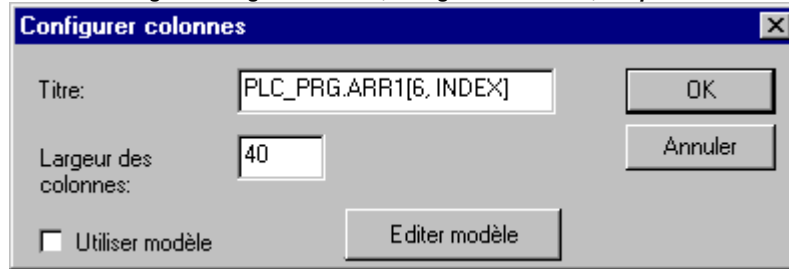 Configurer colonnes
Titre: PLC_PRG.ARR1[6, INDEX] OK
Largeur des colonnes: 40 Annuler
Utiliser modèle Editer modèle